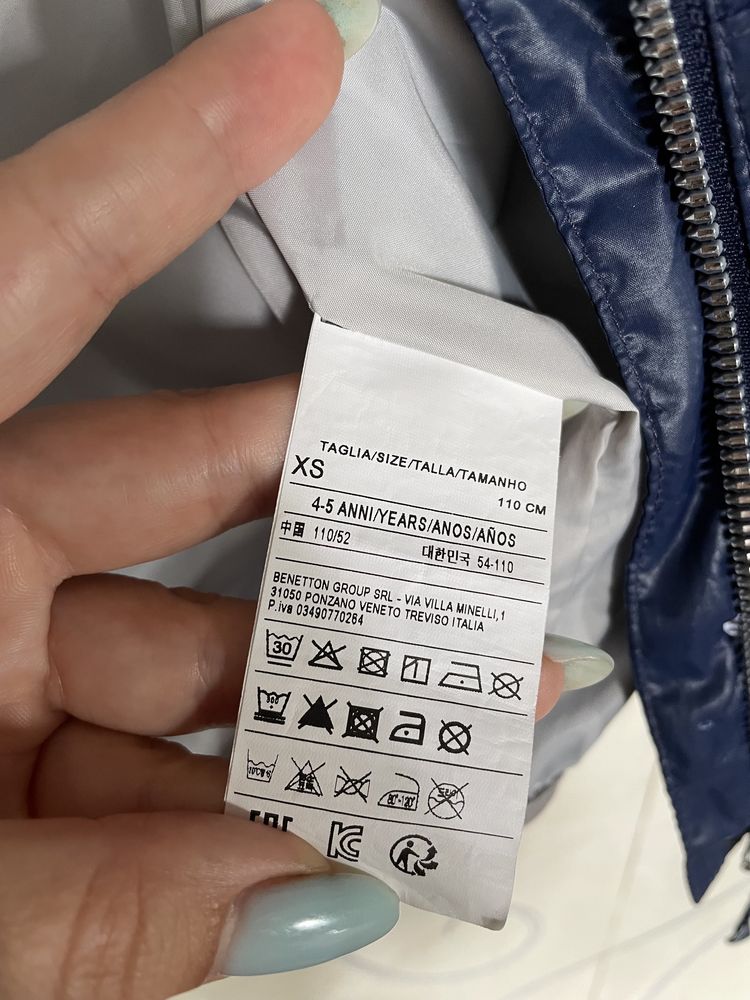 TAGLIA/SIZE/TALLA/TAMANHO
XS 110 CM
4-5 ANNI/YEARS/ANOS/AÑOS
中国 110/52 대한민국 54-110
BENETTON GROUP SRL - VIA VILLA MINELLI,1
31050 PONZANO VENETO TREVISO ITALIA
P.iva 03490770264
30
80°-120°